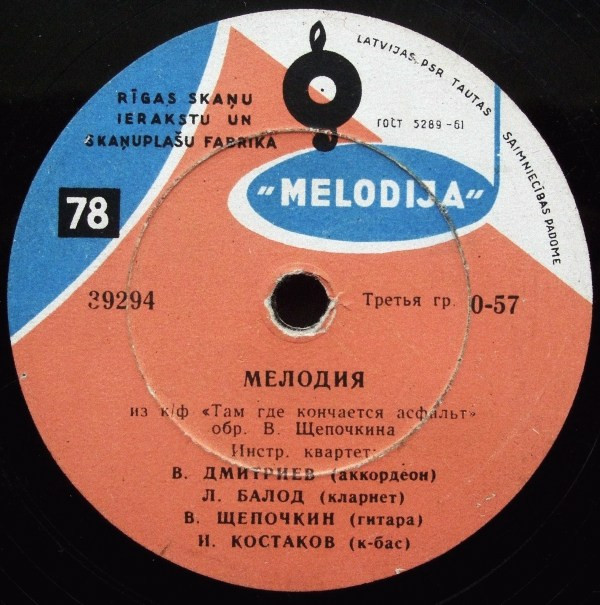 RĪGAS SKAŅU
IERAKSTU UN
SKAŅUPLAŠU FABRIKA
LATVIJAS PSR TAUTAS
SAIMNIECĪBAS PADOME
ГОСТ 5289-61
"MELODIJA"
78
39294
Третья гр. 0-57
МЕЛОДИЯ
из к/ф «Там где кончается асфальт»
обр. В. Щепочкина
Инстр. квартет:
В. ДМИТРИЕВ (аккордеон)
Л. БАЛОД (кларнет)
В. ЩЕПОЧКИН (гитара)
И. КОСТАКОВ (к-бас)